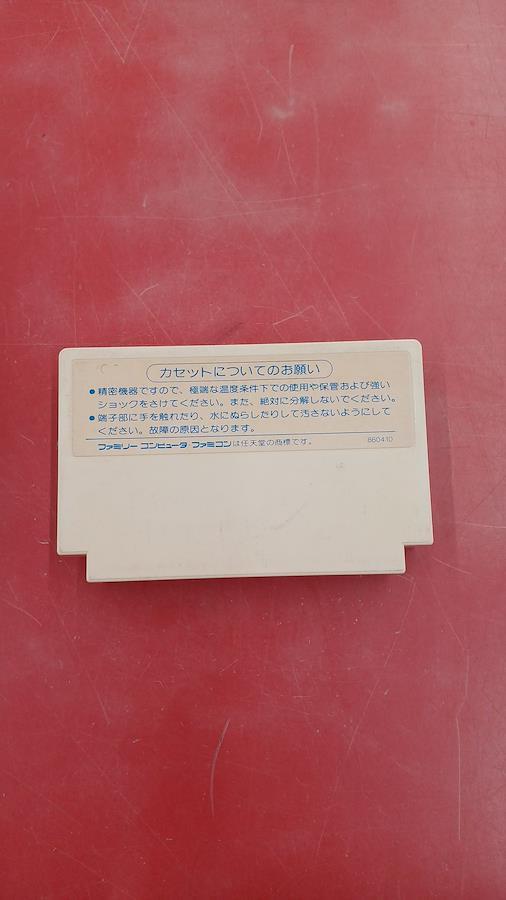 カセットについてのお願い
●精密機器ですので、極端な温度条件下での使用や保管および強い
ショックをさけてください。また、絶対に分解しないでください。
●端子部に手を触れたり、水にぬらしたりして汚さないようにして
ください。故障の原因となります。
ファミリーコンピュータ・ファミコンは任天堂の商標です。 860410